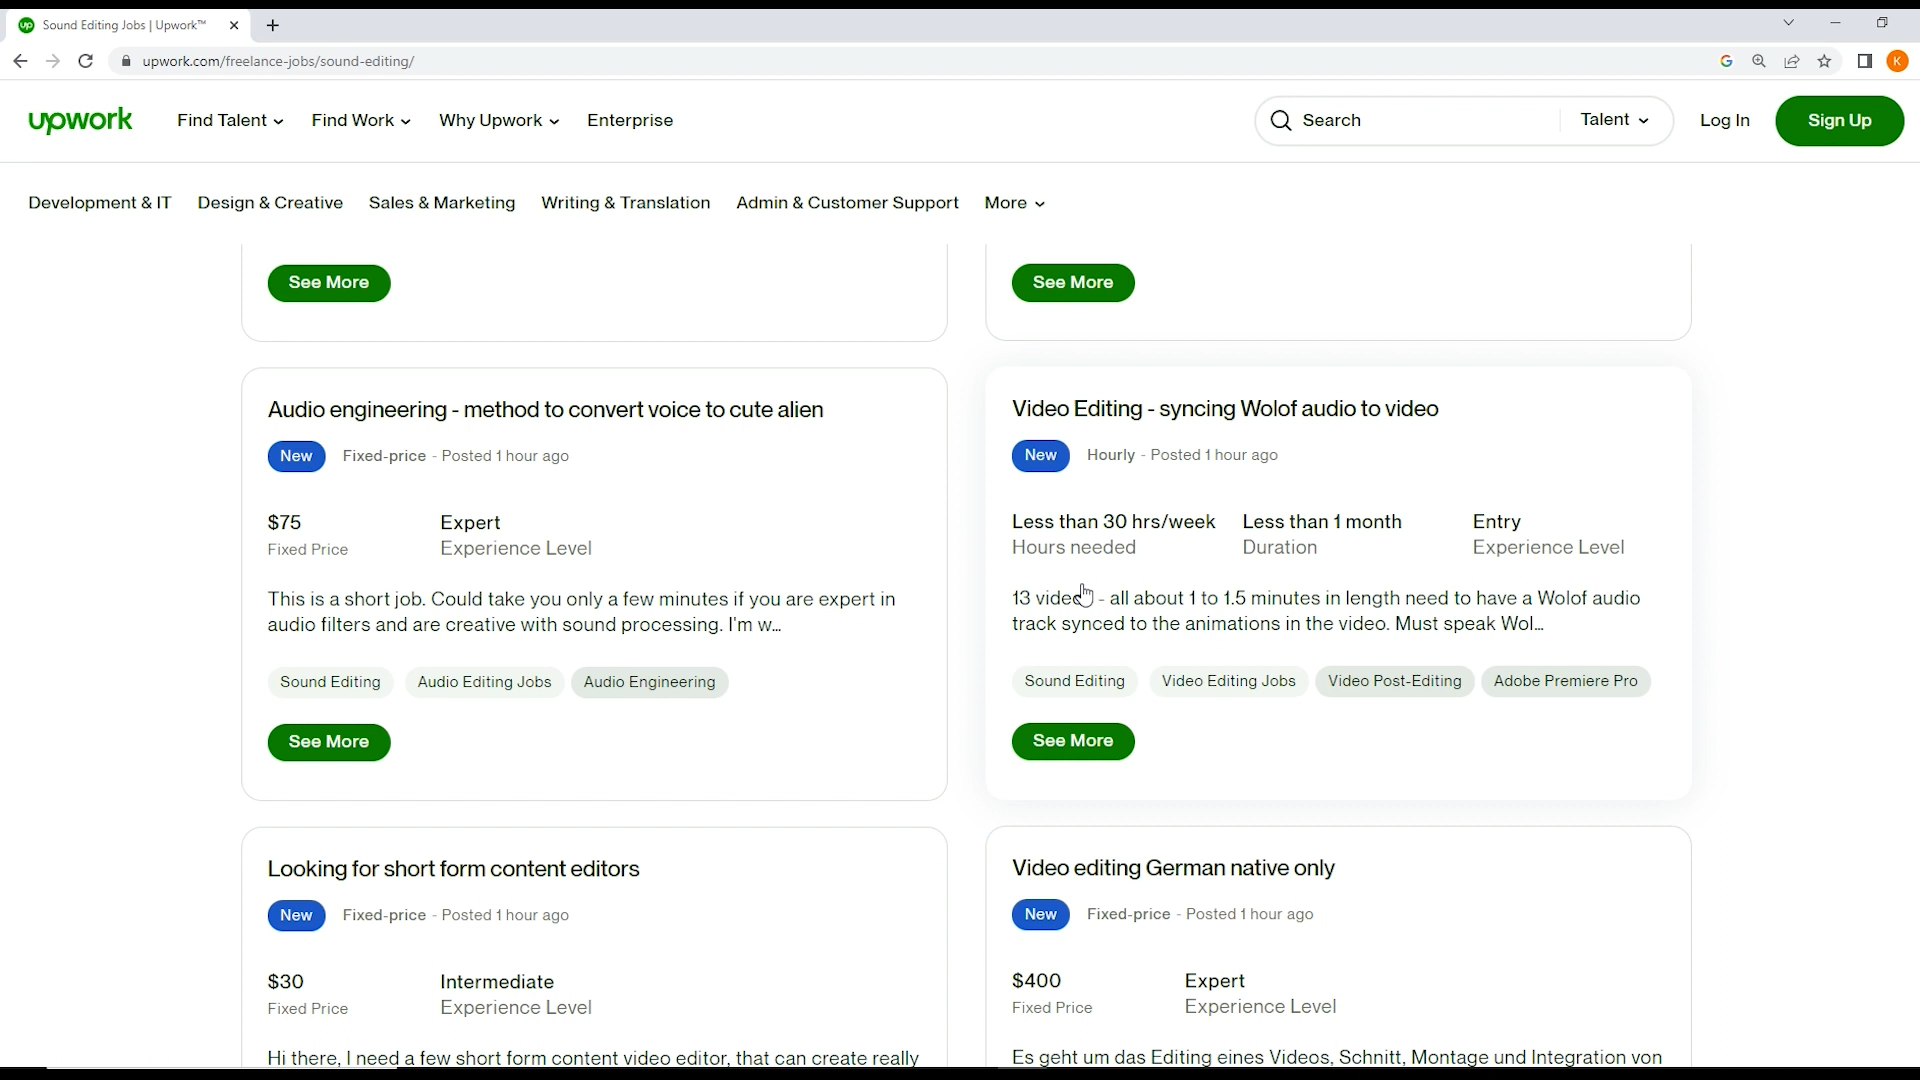 Sound Editing Jobs | Upwork™
upwork.com/freelance-jobs/sound-editing/
K
upwork
Find Talent
Find Work
Why Upwork
Enterprise
Search
Talent
Log In
Sign Up
Development & IT
Design & Creative
Sales & Marketing
Writing & Translation
Admin & Customer Support
More
See More
See More
Audio engineering - method to convert voice to cute alien
New Fixed-price - Posted 1 hour ago
$75
Fixed Price
Expert
Experience Level
This is a short job. Could take you only a few minutes if you are expert in
audio filters and are creative with sound processing. I'm w...
Sound Editing
Audio Editing Jobs
Audio Engineering
See More
Video Editing - syncing Wolof audio to video
New Hourly - Posted 1 hour ago
Less than 30 hrs/week
Hours needed
Less than 1 month
Duration
Entry
Experience Level
13 - all about 1 to 1.5 minutes in length need to have a Wolof audio
track synced to the animations in the video. Must speak Wol...
Sound Editing
Video Editing Jobs
Video Post-Editing
Adobe Premiere Pro
See More
Looking for short form content editors
New Fixed-price - Posted 1 hour ago
$30
Fixed Price
Intermediate
Experience Level
Hi there, I need a few short form content video editor, that can create really
Video editing German native only
New Fixed-price - Posted 1 hour ago
$400
Fixed Price
Expert
Experience Level
Es geht um das Editing eines Videos, Schnitt, Montage und Integration von